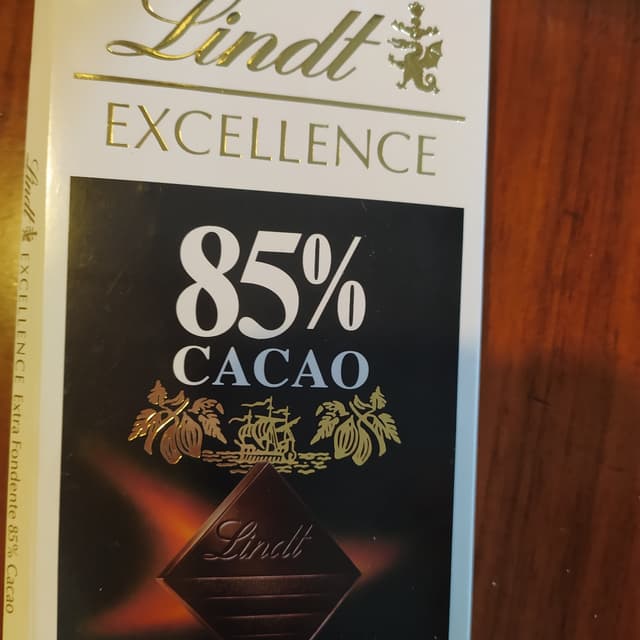 Lindt
EXCELLENCE
85%
CACAO
Lindt
Lindt EXCELLENCE Extra Fondente 85% Cacao